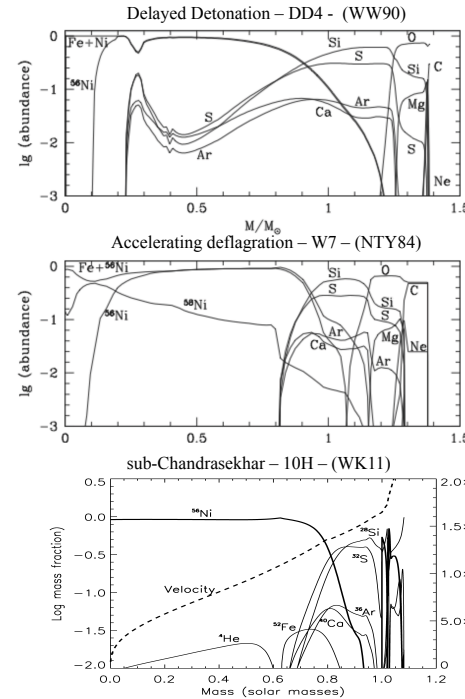 Delayed Detonation – DD4 - (WW90)
0
Fe+Ni
Si
O
C
⁵⁶Ni
-1
S
Ar
Mg
Ca
S
-2
Ar
Ne
-3
lg (abundance)
0
0.5
1
1.5
M/M☉
Accelerating deflagration – W7 – (NTY84)
0
Fe+⁵⁶Ni
O
Si
C
S
Si
⁵⁸Ni
S
-1
⁵⁶Ni
Ar
Mg
Ca
Ne
Ar
-2
-3
lg (abundance)
0
0.5
1
1.5
sub-Chandrasekhar – 10H – (WK11)
0.5
2.0×
⁵⁶Ni
0.0
1.5×
²⁸Si
-0.5
³²S
Velocity
-1.0
³⁶Ar
⁵²Fe
⁴⁰Ca
5.0×
-1.5
⁴He
-2.0
0
Log mass fraction
0.0
0.2
0.4
0.6
0.8
1.0
1.2
Mass (solar masses)